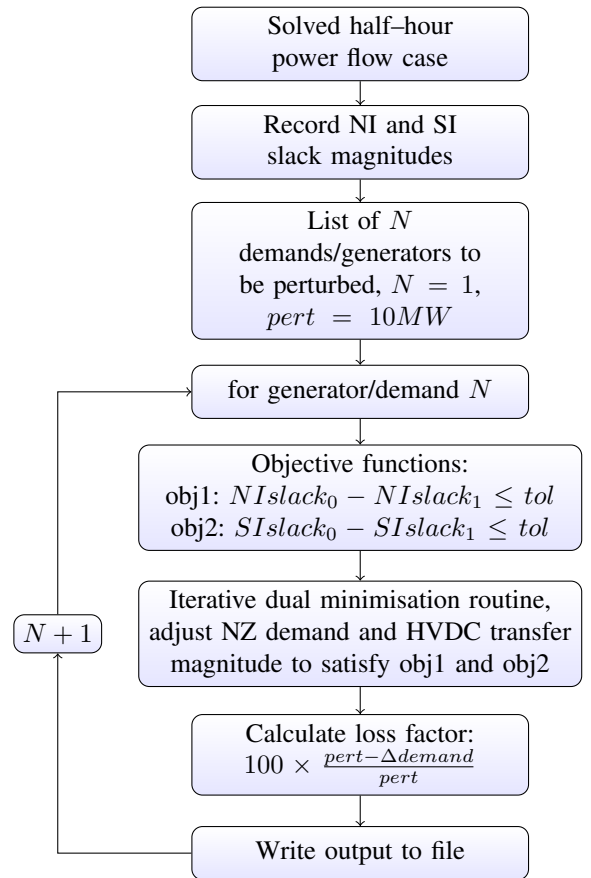 Solved half–hour
power flow case
Record NI and SI
slack magnitudes
List of N
demands/generators to
be perturbed, N = 1,
pert = 10MW
for generator/demand N
Objective functions:
obj1: NIslack₀ − NIslack₁ ≤ tol
obj2: SIslack₀ − SIslack₁ ≤ tol
Iterative dual minimisation routine,
adjust NZ demand and HVDC transfer
magnitude to satisfy obj1 and obj2
N + 1
Calculate loss factor:
100 × (pert−Δdemand)/pert
Write output to file